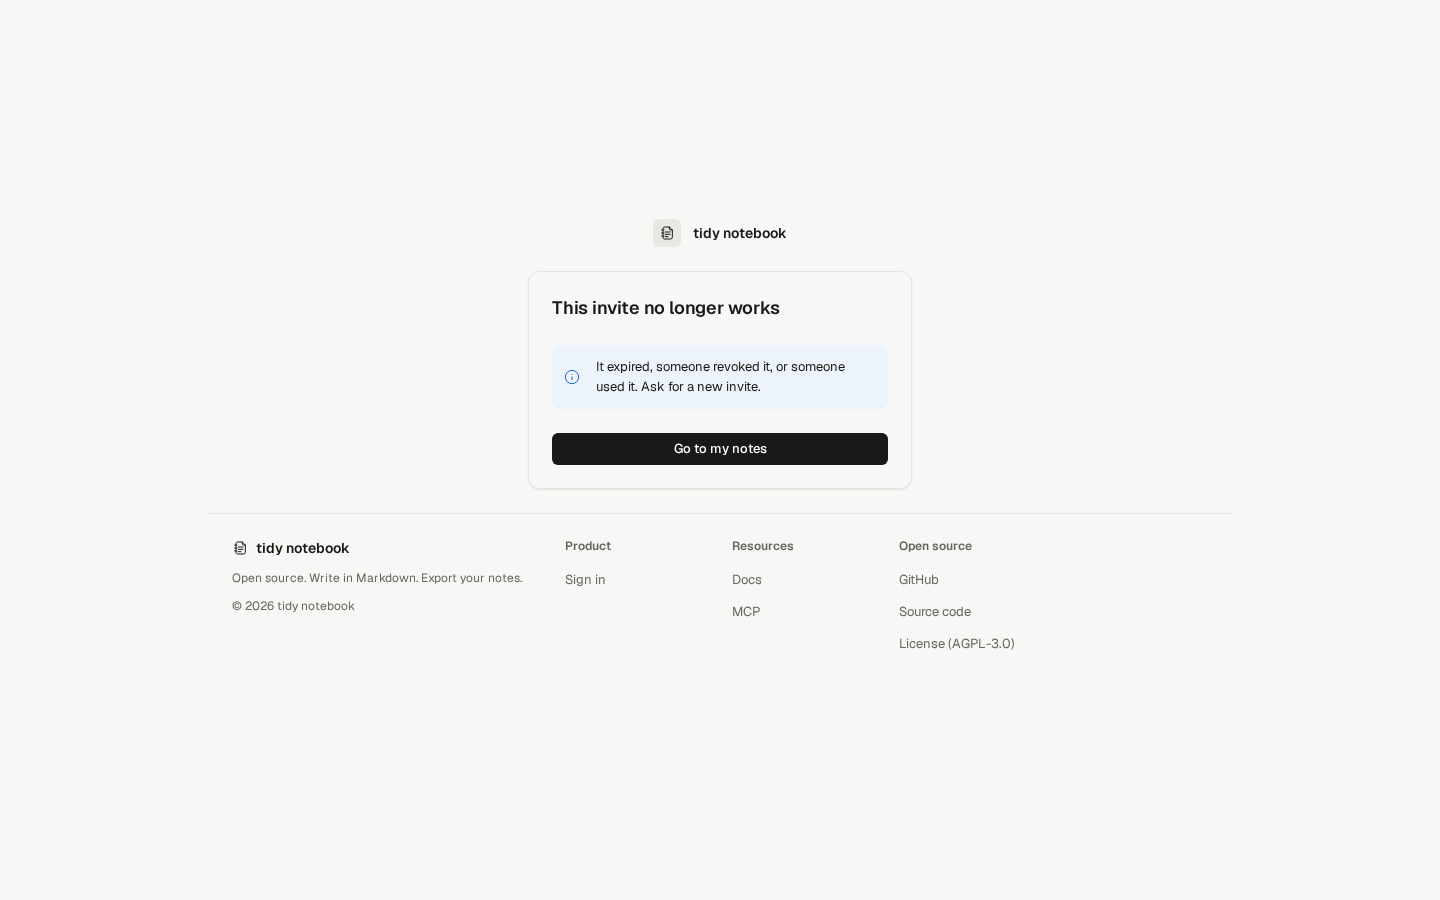 tidy notebook
This invite no longer works
It expired, someone revoked it, or someone
used it. Ask for a new invite.
Go to my notes
tidy notebook
Open source. Write in Markdown. Export your notes.
© 2026 tidy notebook
Product
Sign in
Resources
Docs
MCP
Open source
GitHub
Source code
License (AGPL-3.0)